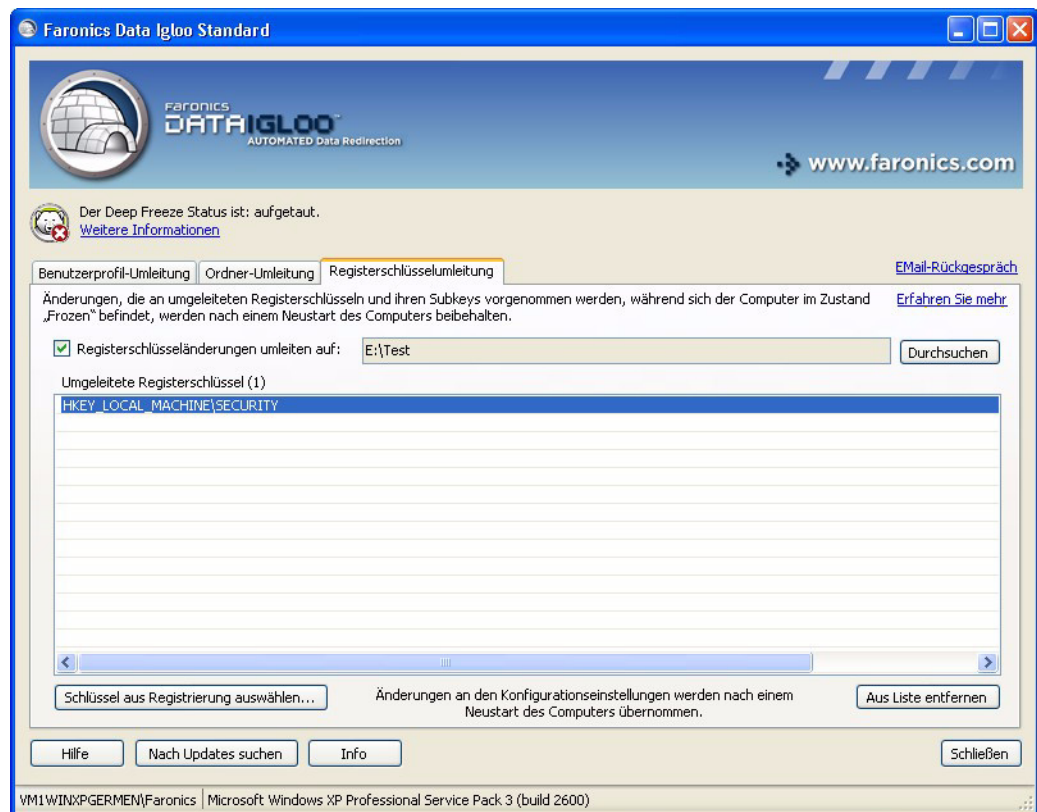 Faronics Data Igloo Standard
Faronics
DATAIGLOO
AUTOMATED Data Redirection
www.faronics.com
Der Deep Freeze Status ist: aufgetaut.
Weitere Informationen
Benutzerprofil-Umleitung
Ordner-Umleitung
Registerschlüsselumleitung
EMail-Rückgespräch
Änderungen, die an umgeleiteten Registerschlüsseln und ihren Subkeys vorgenommen werden, während sich der Computer im Zustand
„Frozen“ befindet, werden nach einem Neustart des Computers beibehalten.
Erfahren Sie mehr
Registerschlüsseländerungen umleiten auf:
E:\Test
Durchsuchen
Umgeleitete Registerschlüssel (1)
HKEY_LOCAL_MACHINE\SECURITY
Schlüssel aus Registrierung auswählen...
Änderungen an den Konfigurationseinstellungen werden nach einem
Neustart des Computers übernommen.
Aus Liste entfernen
Hilfe
Nach Updates suchen
Info
Schließen
VM1WINXPGERMEN\Faronics
Microsoft Windows XP Professional Service Pack 3 (build 2600)